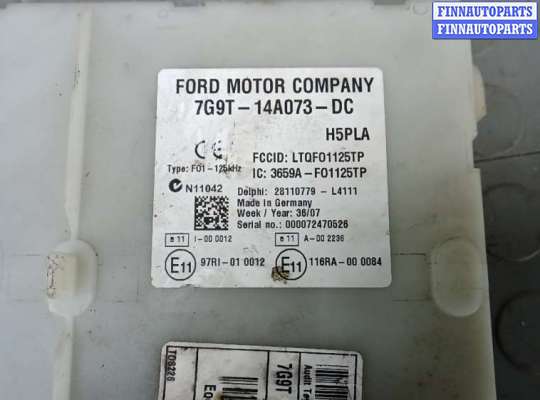 FINNAUTOPARTS
FINNAUTOPARTS
FORD MOTOR COMPANY
7G9T-14A073-DC
H5PLA
CE
FCCID: LTQFO1125TP
Type: FO1-125kHz
IC: 3659A-FO1125TP
N11042
Delphi: 28110779 - L4111
Made in Germany
Week / Year: 36/07
Serial no.: 000072470526
e 11 I-00 0012
e 11 A-00 2236
E11 97RI-01 0012
E11 116RA-00 0084
T08226
7G9T